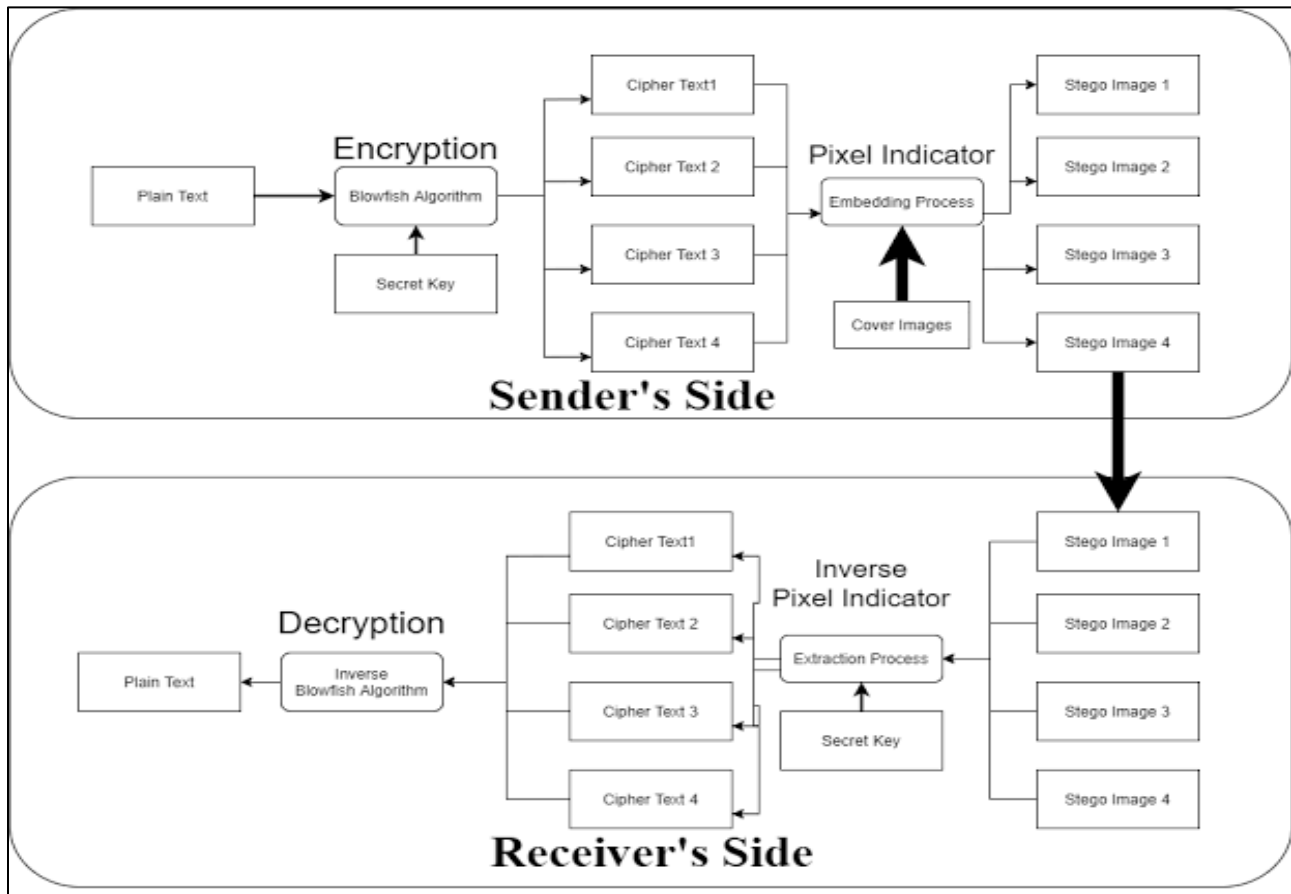 Encryption
Plain Text
Blowfish Algorithm
Secret Key
Cipher Text1
Cipher Text 2
Cipher Text 3
Cipher Text 4
Pixel Indicator
Embedding Process
Cover Images
Stego Image 1
Stego Image 2
Stego Image 3
Stego Image 4
Sender's Side
Stego Image 1
Stego Image 2
Stego Image 3
Stego Image 4
Inverse
Pixel Indicator
Extraction Process
Secret Key
Cipher Text1
Cipher Text 2
Cipher Text 3
Cipher Text 4
Decryption
Inverse
Blowfish Algorithm
Plain Text
Receiver's Side